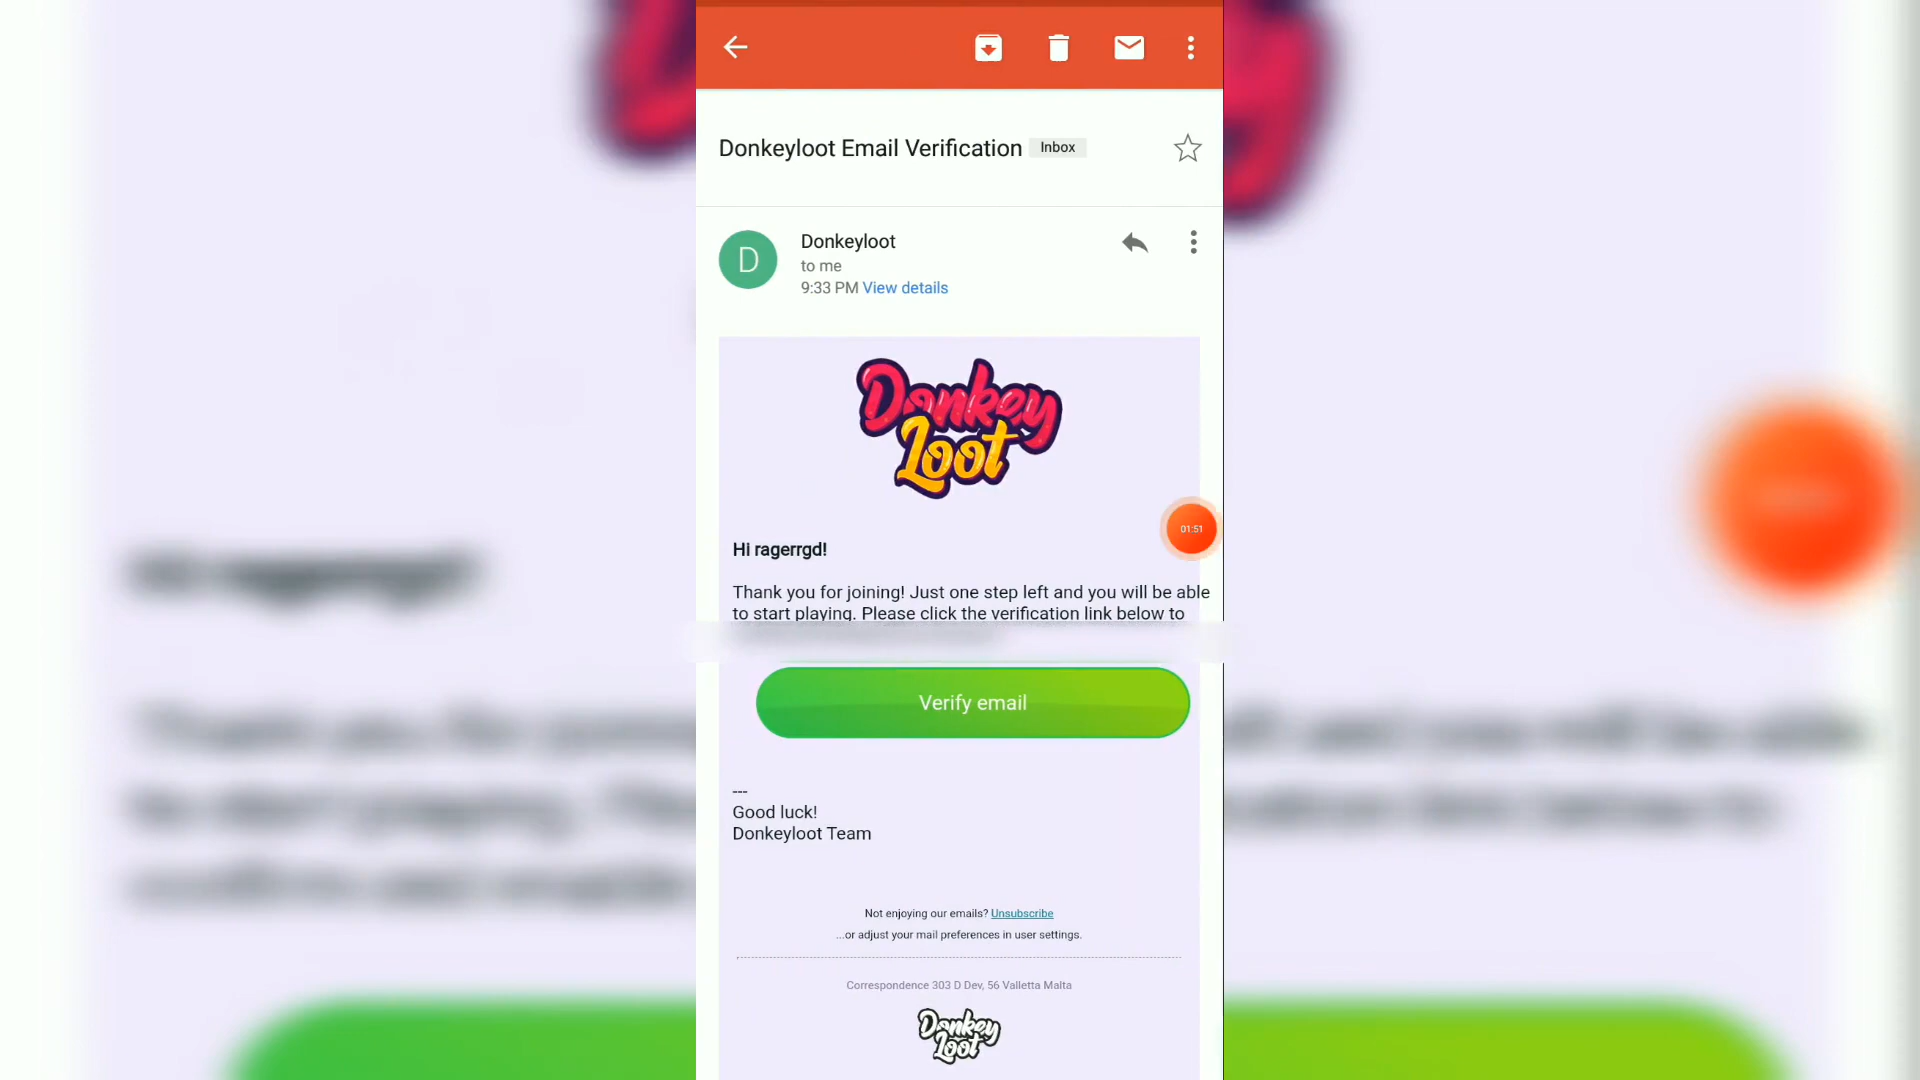 Donkeyloot Email Verification Inbox
D
Donkeyloot
to me
9:33 PM View details
Donkey
Loot
01:51
Hi ragerrgd!
Thank you for joining! Just one step left and you will be able
to start playing. Please click the verification link below to
Verify email
---
Good luck!
Donkeyloot Team
Not enjoying our emails? Unsubscribe
...or adjust your mail preferences in user settings.
Correspondence 303 D Dev, 56 Valletta Malta
Donkey
Loot